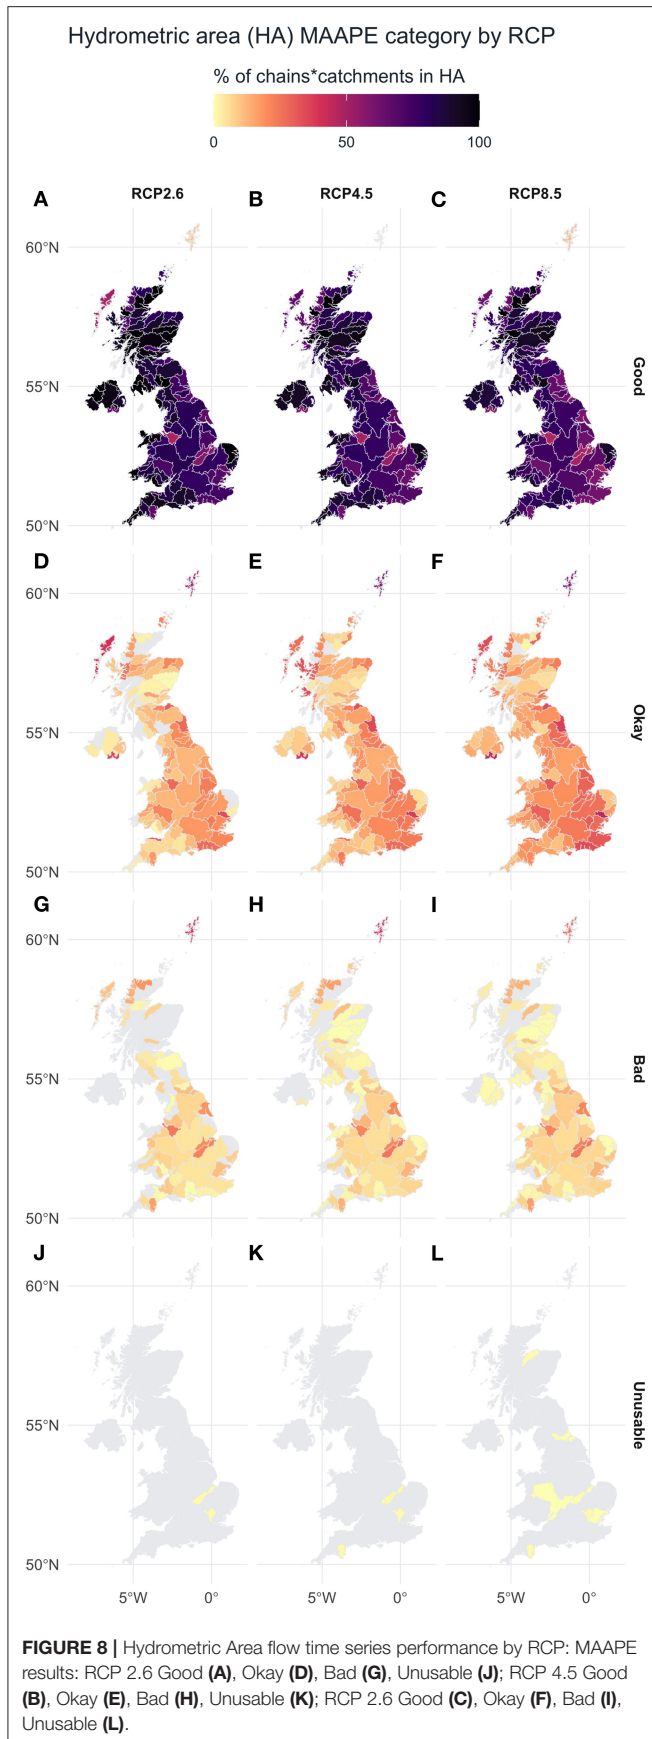 Hydrometric area (HA) MAAPE category by RCP
% of chains*catchments in HA
0 50 100
A RCP2.6 B RCP4.5 C RCP8.5
60°N
55°N
50°N
Good
D E F
60°N
55°N
50°N
Okay
G H I
60°N
55°N
50°N
Bad
J K L
60°N
55°N
50°N
Unusable
5°W 0° 5°W 0° 5°W 0°
FIGURE 8 | Hydrometric Area flow time series performance by RCP: MAAPE
results: RCP 2.6 Good (A), Okay (D), Bad (G), Unusable (J); RCP 4.5 Good
(B), Okay (E), Bad (H), Unusable (K); RCP 2.6 Good (C), Okay (F), Bad (I),
Unusable (L).